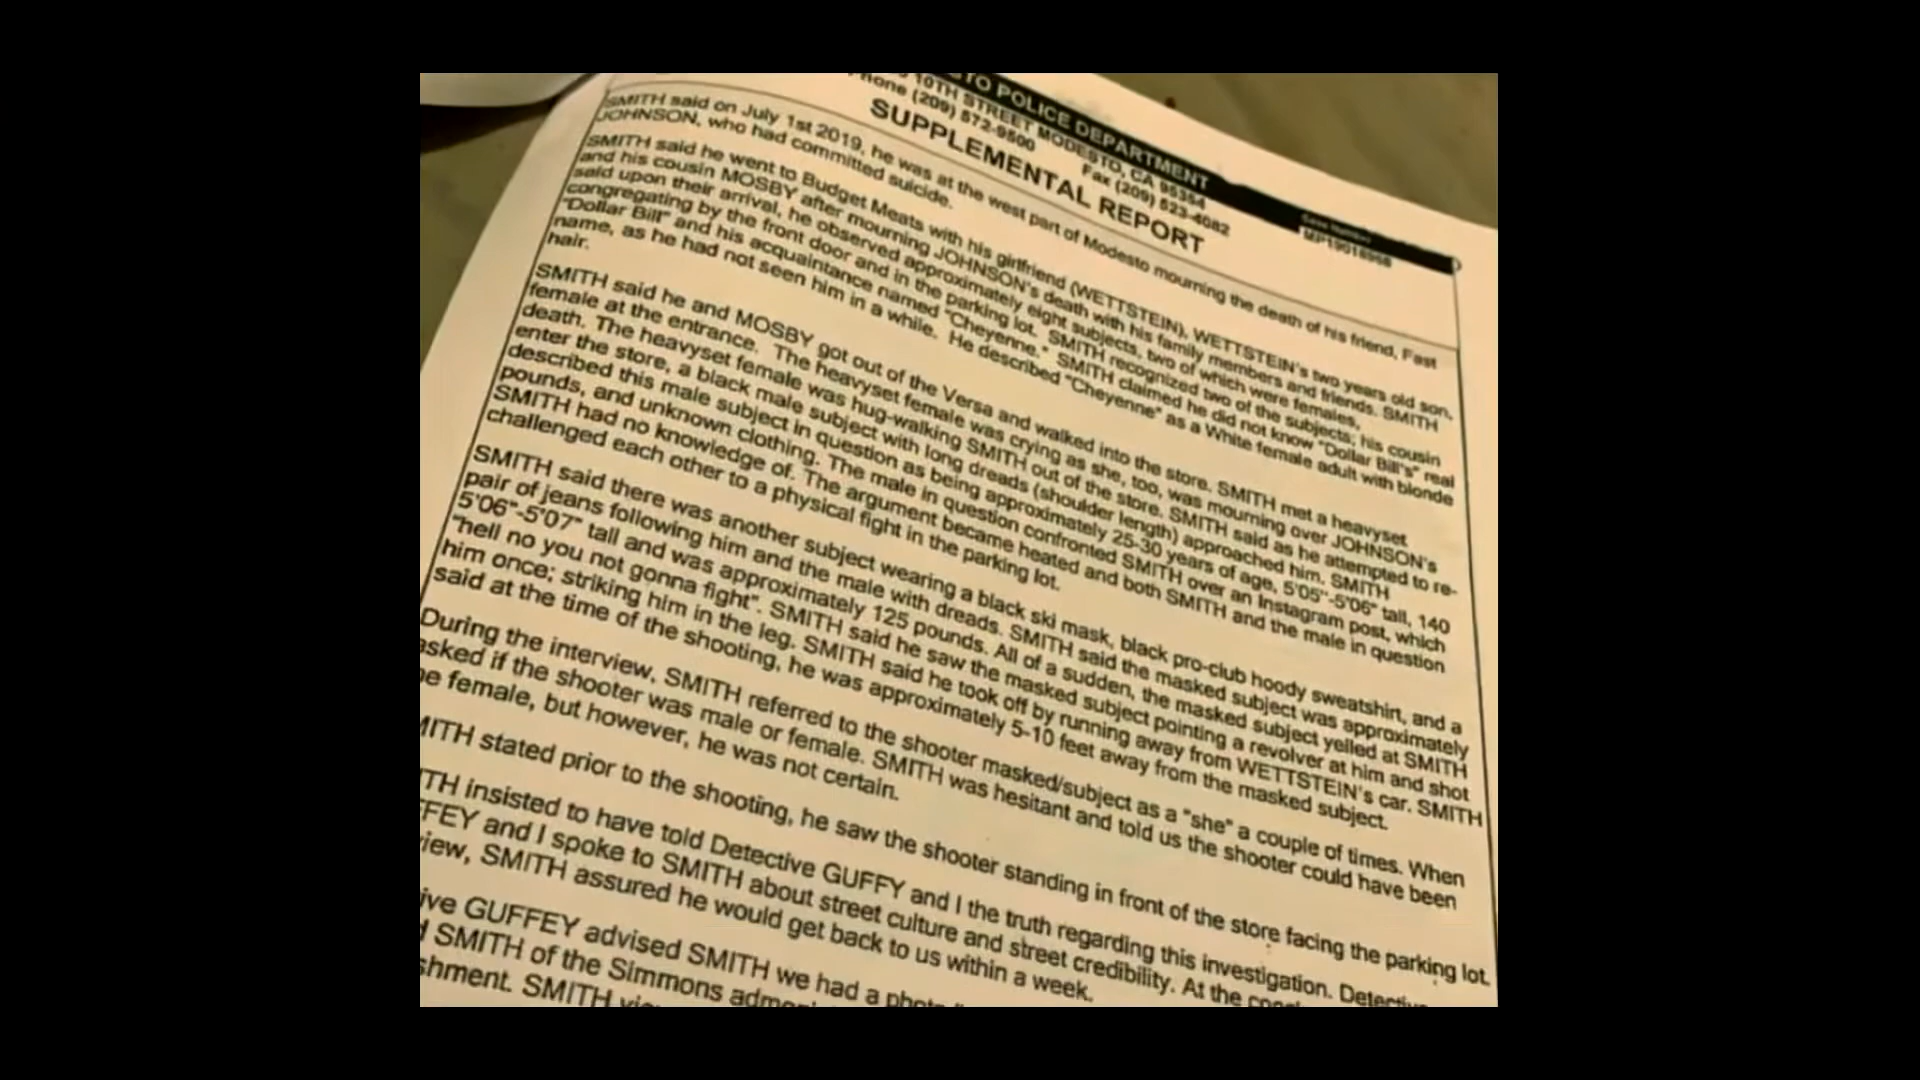 TO POLICE DEPARTMENT
10TH STREET MODESTO, CA 95354
Phone (209) 572-9500 Fax (209) 523-4082
SUPPLEMENTAL REPORT
Case Number
SMITH said on July 1st 2019, he was at the west part of Modesto mourning the death of his friend, Fast
JOHNSON, who had committed suicide.
SMITH said he went to Budget Meats with his girlfriend (WETTSTEIN), WETTSTEIN's two years old son,
and his cousin MOSBY after mourning JOHNSON's death with his family members and friends. SMITH
said upon their arrival, he observed approximately eight subjects, two of which were females,
congregating by the front door and in the parking lot. SMITH recognized two of the subjects; his cousin
"Dollar Bill" and his acquaintance named "Cheyenne." SMITH claimed he did not know "Dollar Bill's" real
name, as he had not seen him in a while. He described "Cheyenne" as a White female adult with blonde
hair.
SMITH said he and MOSBY got out of the Versa and walked into the store. SMITH met a heavyset
female at the entrance. The heavyset female was crying as she, too, was mourning over JOHNSON's
death. The heavyset female was hug-walking SMITH out of the store. SMITH said as he attempted to re-
enter the store, a black male subject with long dreads (shoulder length) approached him. SMITH
described this male subject in question as being approximately 25-30 years of age, 5'05"-5'06" tall, 140
pounds, and unknown clothing. The male in question confronted SMITH over an Instagram post, which
SMITH had no knowledge of. The argument became heated and both SMITH and the male in question
challenged each other to a physical fight in the parking lot.
SMITH said there was another subject wearing a black ski mask, black pro-club hoody sweatshirt, and a
pair of jeans following him and the male with dreads. SMITH said the masked subject was approximately
5'06"-5'07" tall and was approximately 125 pounds. All of a sudden, the masked subject yelled at SMITH
"hell no you not gonna fight". SMITH said he saw the masked subject pointing a revolver at him and shot
him once; striking him in the leg. SMITH said he took off by running away from WETTSTEIN's car. SMITH
said at the time of the shooting, he was approximately 5-10 feet away from the masked subject.
During the interview, SMITH referred to the shooter masked/subject as a "she" a couple of times. When
asked if the shooter was male or female. SMITH was hesitant and told us the shooter could have been
be female, but however, he was not certain.
MITH stated prior to the shooting, he saw the shooter standing in front of the store facing the parking lot.
TH insisted to have told Detective GUFFY and I the truth regarding this investigation. Detective
FFEY and I spoke to SMITH about street culture and street credibility. At the
view, SMITH assured he would get back to us within a week.
ive GUFFEY advised SMITH we had a photo
d SMITH of the Simmons
shment. SMITH